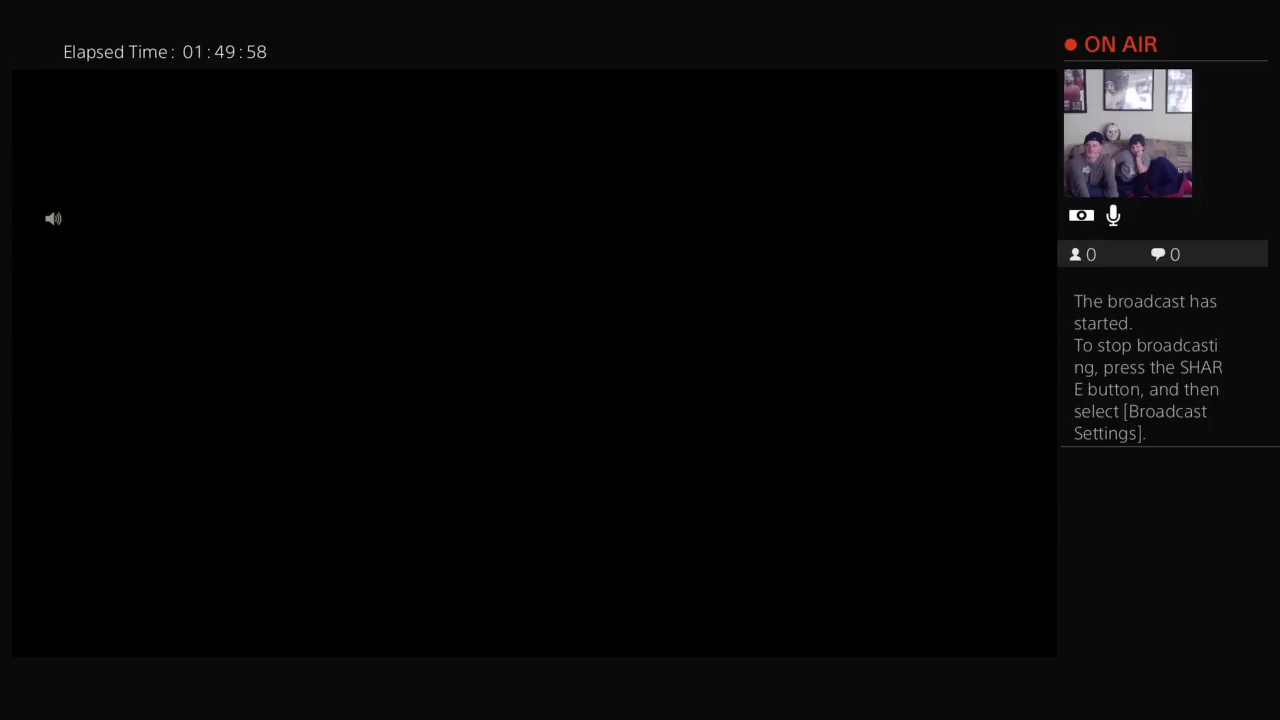 Elapsed Time: 01:49:58
ON AIR
0 0
The broadcast has
started.
To stop broadcasti
ng, press the SHAR
E button, and then
select [Broadcast
Settings].